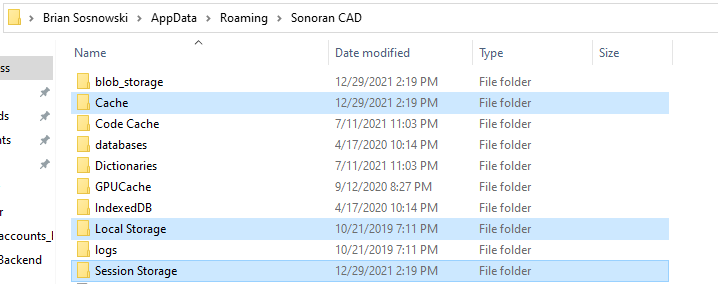 Brian Sosnowski > AppData > Roaming > Sonoran CAD
Name Date modified Type Size
ss
blob_storage 12/29/2021 2:19 PM File folder
Cache 12/29/2021 2:19 PM File folder
ds Code Cache 7/11/2021 11:03 PM File folder
nts databases 4/17/2020 10:14 PM File folder
Dictionaries 7/11/2021 11:03 PM File folder
GPUCache 9/12/2020 8:27 PM File folder
r IndexedDB 4/17/2020 10:14 PM File folder
accounts_l Local Storage 10/21/2019 7:11 PM File folder
Backend logs 10/21/2019 7:11 PM File folder
Session Storage 12/29/2021 2:19 PM File folder